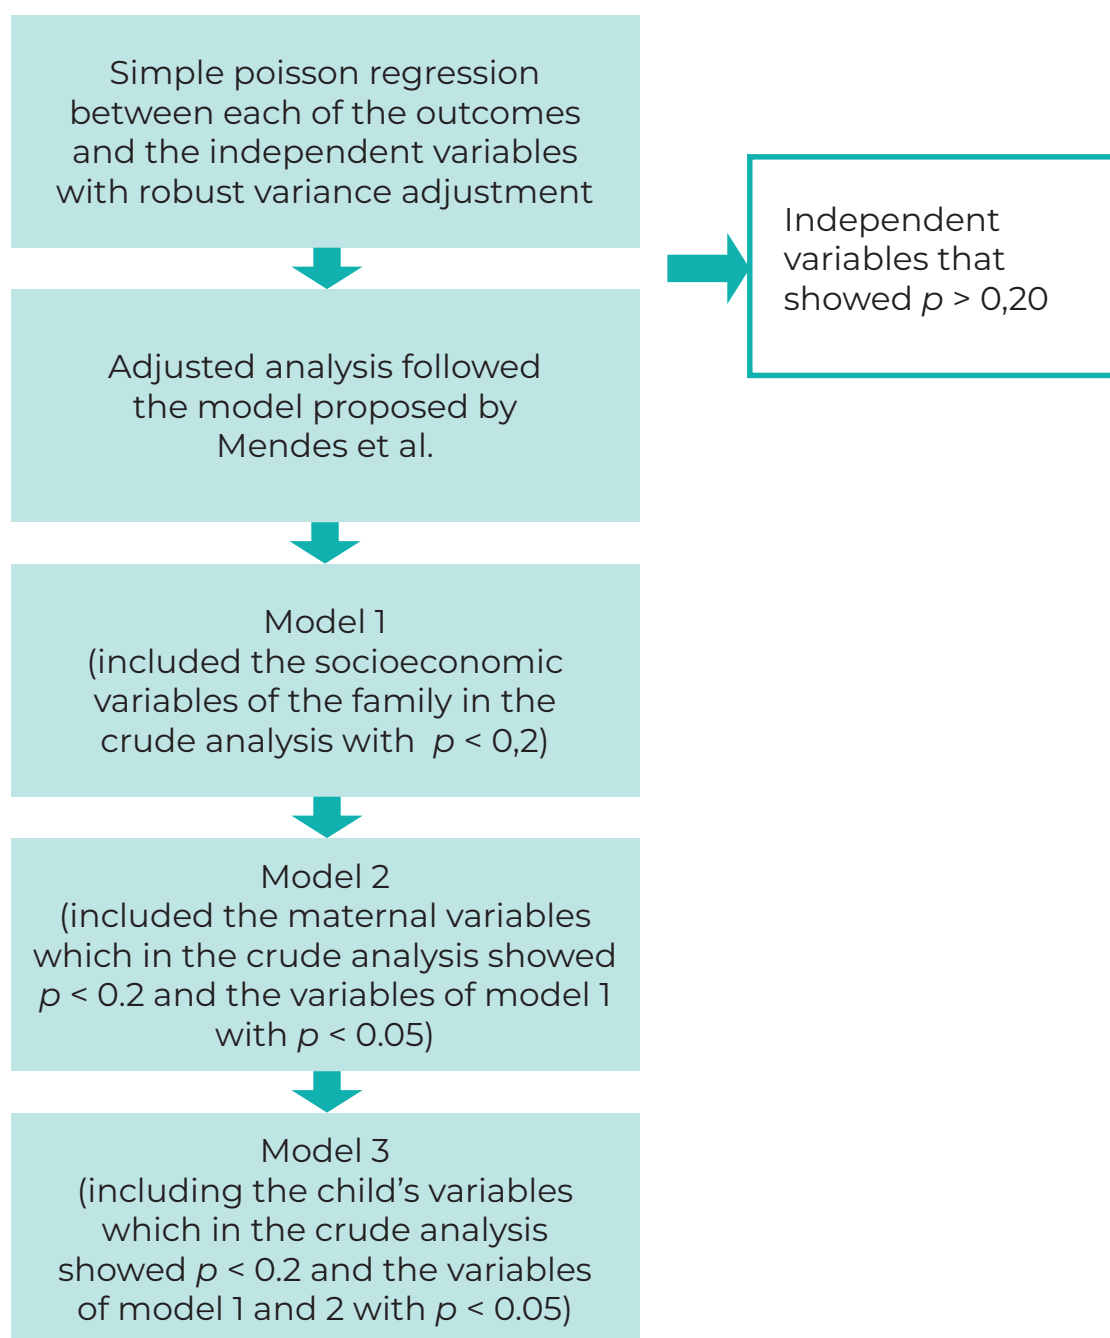 Simple poisson regression
between each of the outcomes
and the independent variables
with robust variance adjustment
Independent
variables that
showed p > 0,20
Adjusted analysis followed
the model proposed by
Mendes et al.
Model 1
(included the socioeconomic
variables of the family in the
crude analysis with p < 0,2)
Model 2
(included the maternal variables
which in the crude analysis showed
p < 0.2 and the variables of model 1
with p < 0.05)
Model 3
(including the child’s variables
which in the crude analysis
showed p < 0.2 and the variables
of model 1 and 2 with p < 0.05)